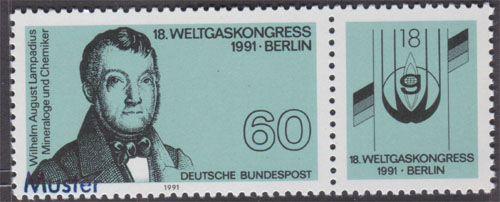 Wilhelm August Lampadius
Mineraloge und Chemiker
18. WELTGASKONGRESS
1991 · BERLIN
60
DEUTSCHE BUNDESPOST
1991
Muster
18
g
18. WELTGASKONGRESS
1991 · BERLIN